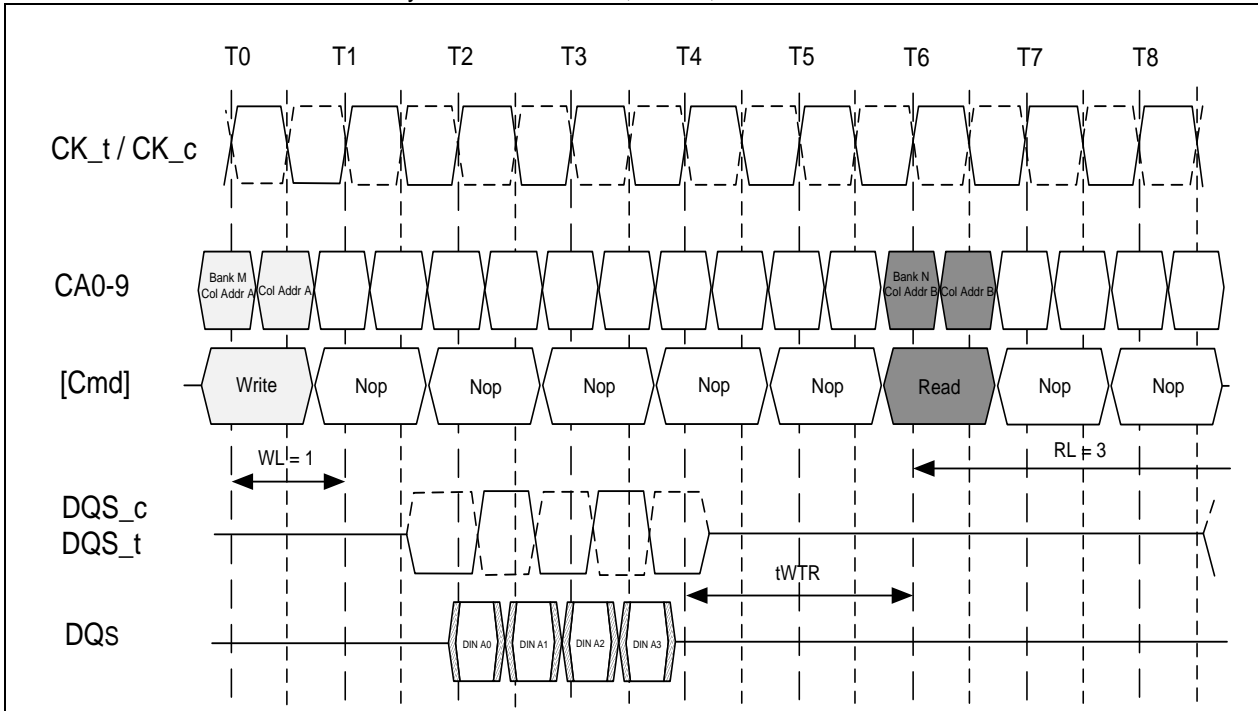 T0 T1 T2 T3 T4 T5 T6 T7 T8
CK_t / CK_c
CA0-9
Bank M
Col Addr A
Col Addr A
Bank N
Col Addr B
Col Addr B
[Cmd]
Write Nop Nop Nop Nop Nop Read Nop Nop
WL = 1
RL = 3
DQS_c
DQS_t
tWTR
DQs
DIN A0 DIN A1 DIN A2 DIN A3